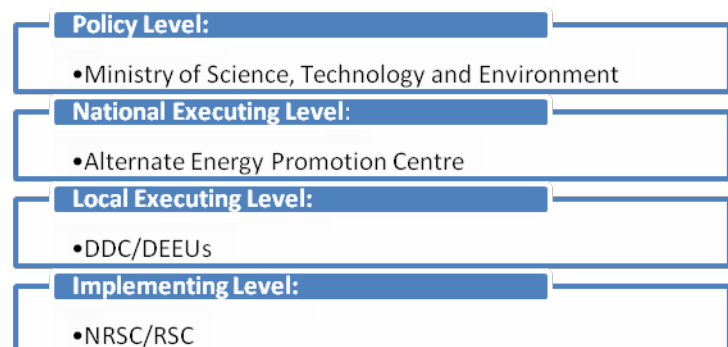 Policy Level:
•Ministry of Science, Technology and Environment
National Executing Level:
•Alternate Energy Promotion Centre
Local Executing Level:
•DDC/DEEUs
Implementing Level:
•NRSC/RSC